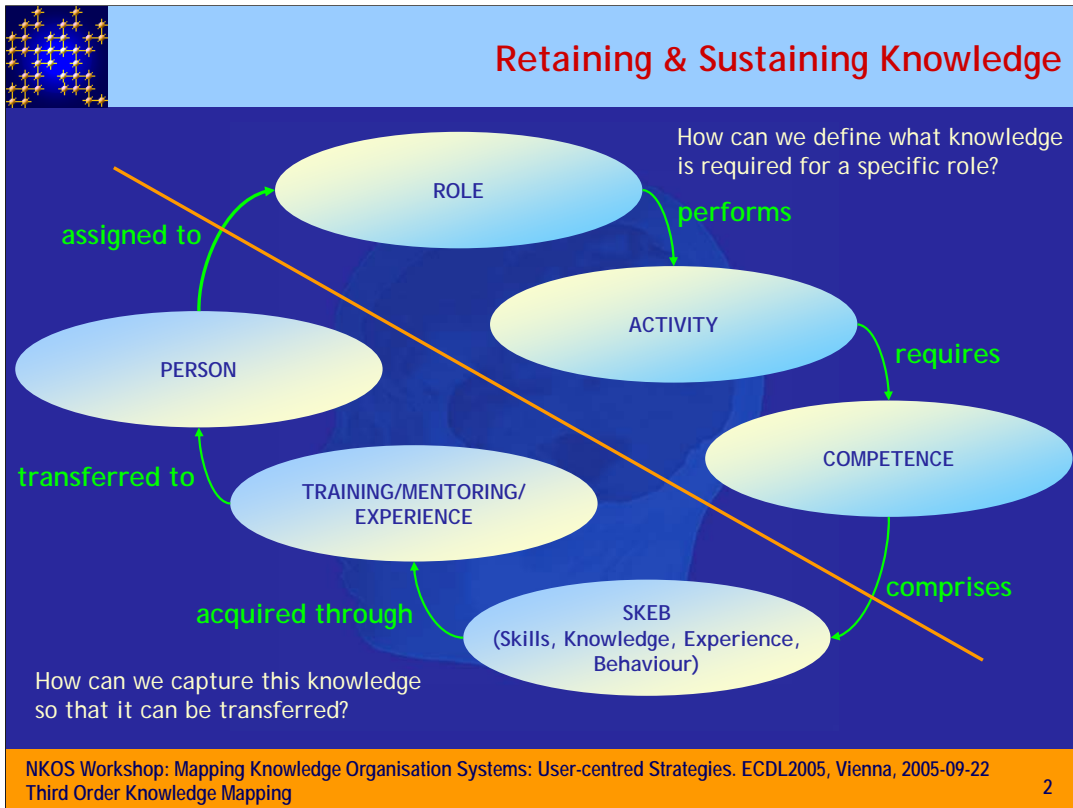 Retaining & Sustaining Knowledge
How can we define what knowledge
is required for a specific role?
ROLE
performs
assigned to
ACTIVITY
requires
PERSON
COMPETENCE
transferred to
TRAINING/MENTORING/
EXPERIENCE
comprises
acquired through
SKEB
(Skills, Knowledge, Experience,
Behaviour)
How can we capture this knowledge
so that it can be transferred?
NKOS Workshop: Mapping Knowledge Organisation Systems: User-centred Strategies. ECDL2005, Vienna, 2005-09-22
Third Order Knowledge Mapping
2